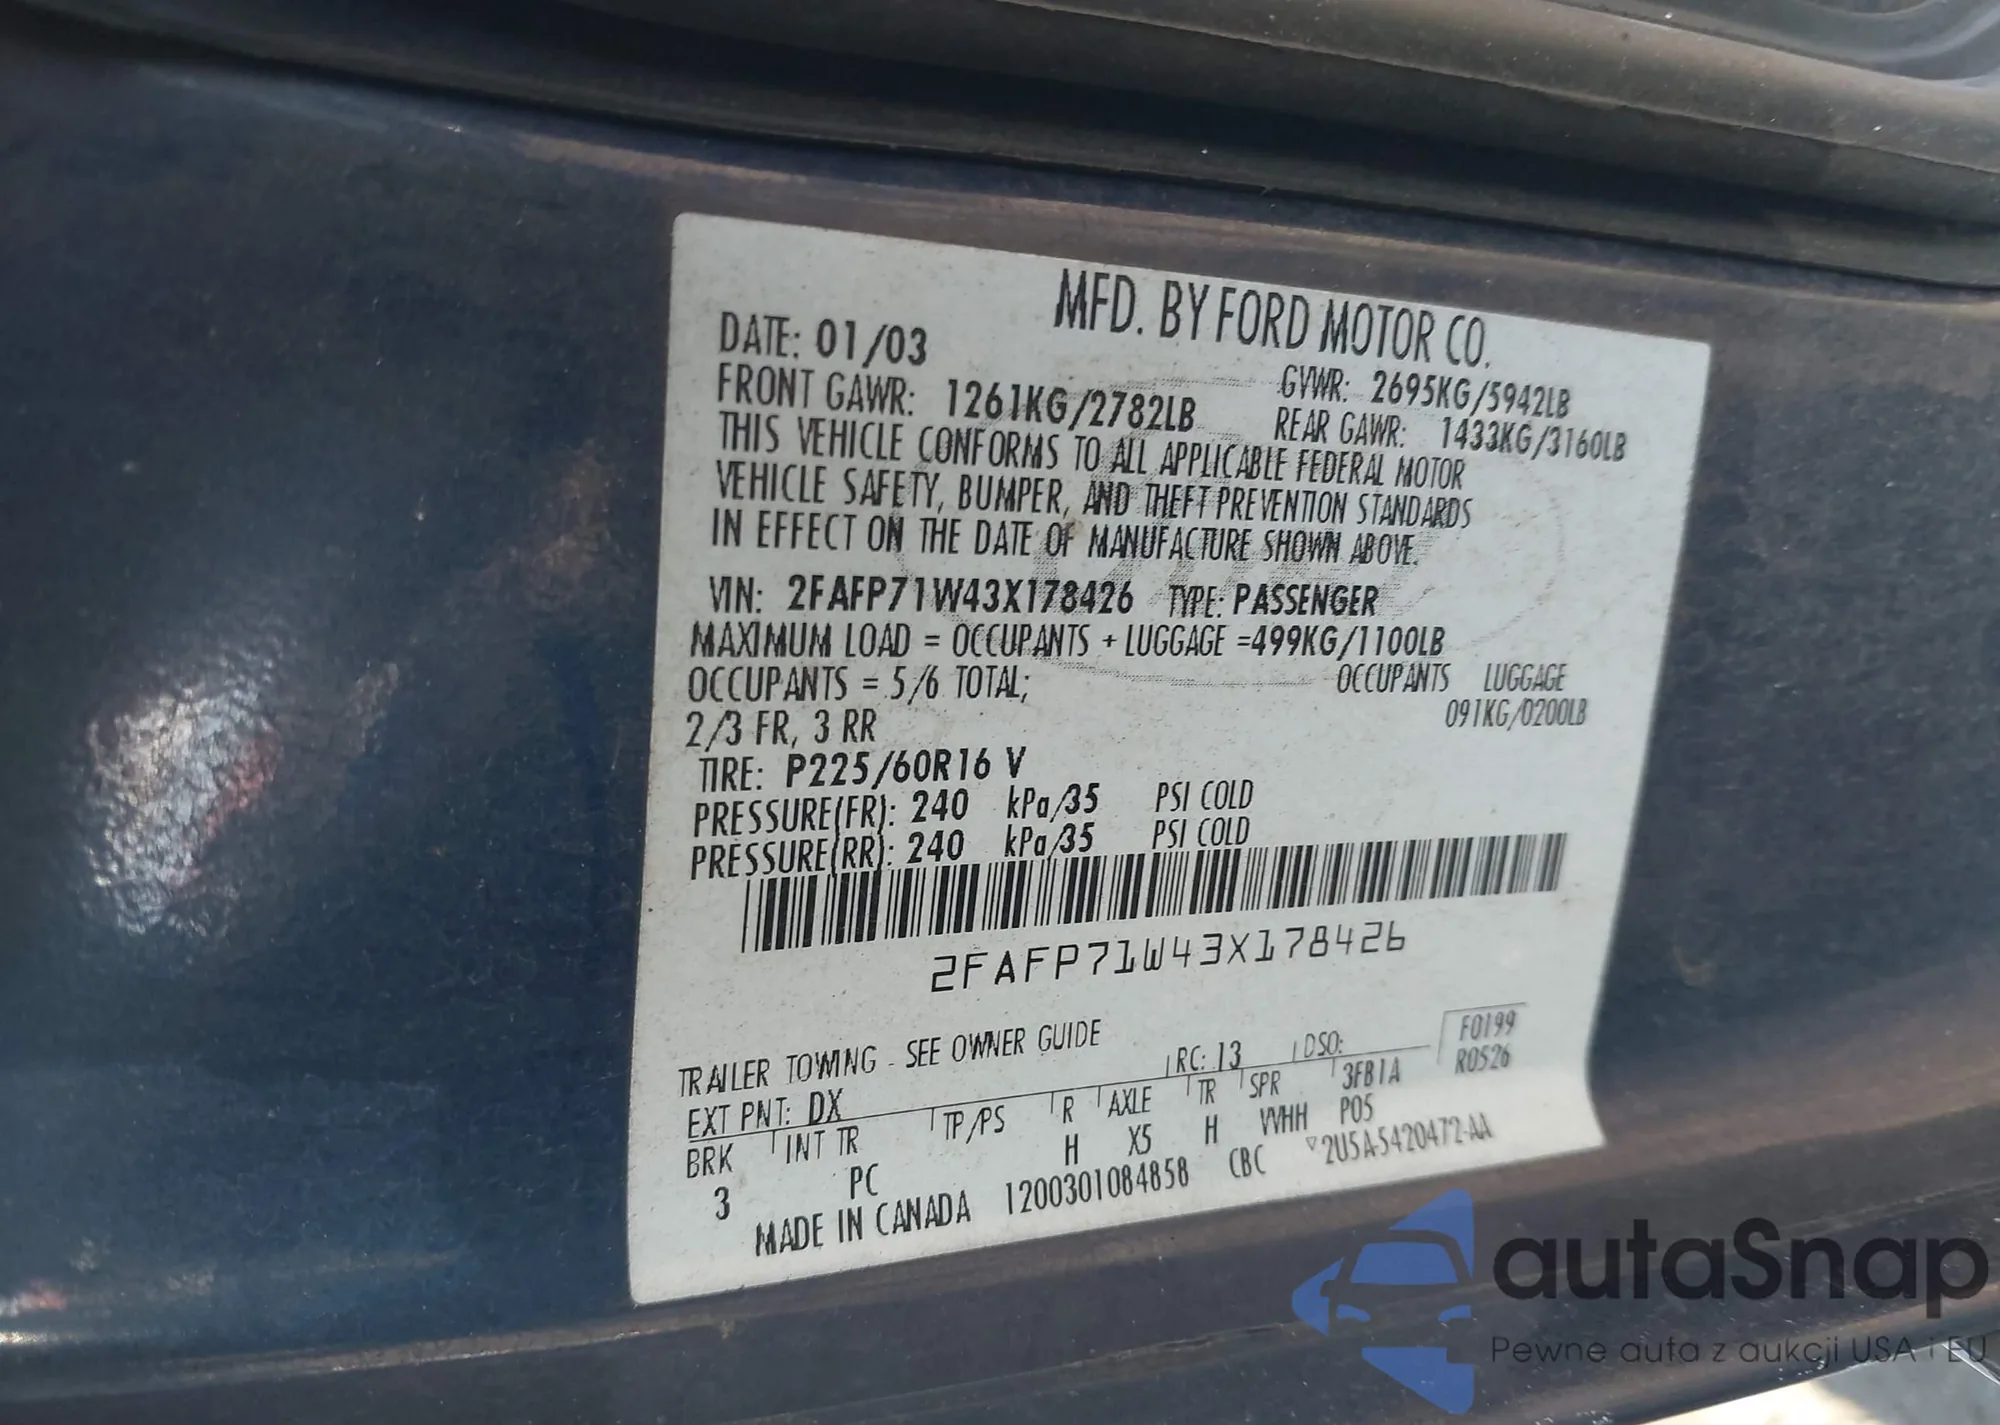 MFD. BY FORD MOTOR CO.
DATE: 01/03
GVWR: 2695KG/5942LB
FRONT GAWR: 1261KG/2782LB
REAR GAWR: 1433KG/3160LB
THIS VEHICLE CONFORMS TO ALL APPLICABLE FEDERAL MOTOR
VEHICLE SAFETY, BUMPER, AND THEFT PREVENTION STANDARDS
IN EFFECT ON THE DATE OF MANUFACTURE SHOWN ABOVE.
VIN: 2FAFP71W43X178426 TYPE: PASSENGER
MAXIMUM LOAD = OCCUPANTS + LUGGAGE =499KG/1100LB
OCCUPANTS = 5/6 TOTAL; OCCUPANTS LUGGAGE
2/3 FR, 3 RR 091KG/0200LB
TIRE: P225/60R16 V
PRESSURE(FR): 240 kPa/35 PSI COLD
PRESSURE(RR): 240 kPa/35 PSI COLD
2FAFP71W43X178426
TRAILER TOWING - SEE OWNER GUIDE
F0199
R0526
EXT PNT: DX RC: 13 DSO:
BRK INT TR TP/PS R AXLE TR SPR 3FB1A
3 PC H X5 H VVHH P05
MADE IN CANADA 1200301084858 CBC 2U5A-5420472-AA
autaSnap
Pewne auta z aukcji USA i EU